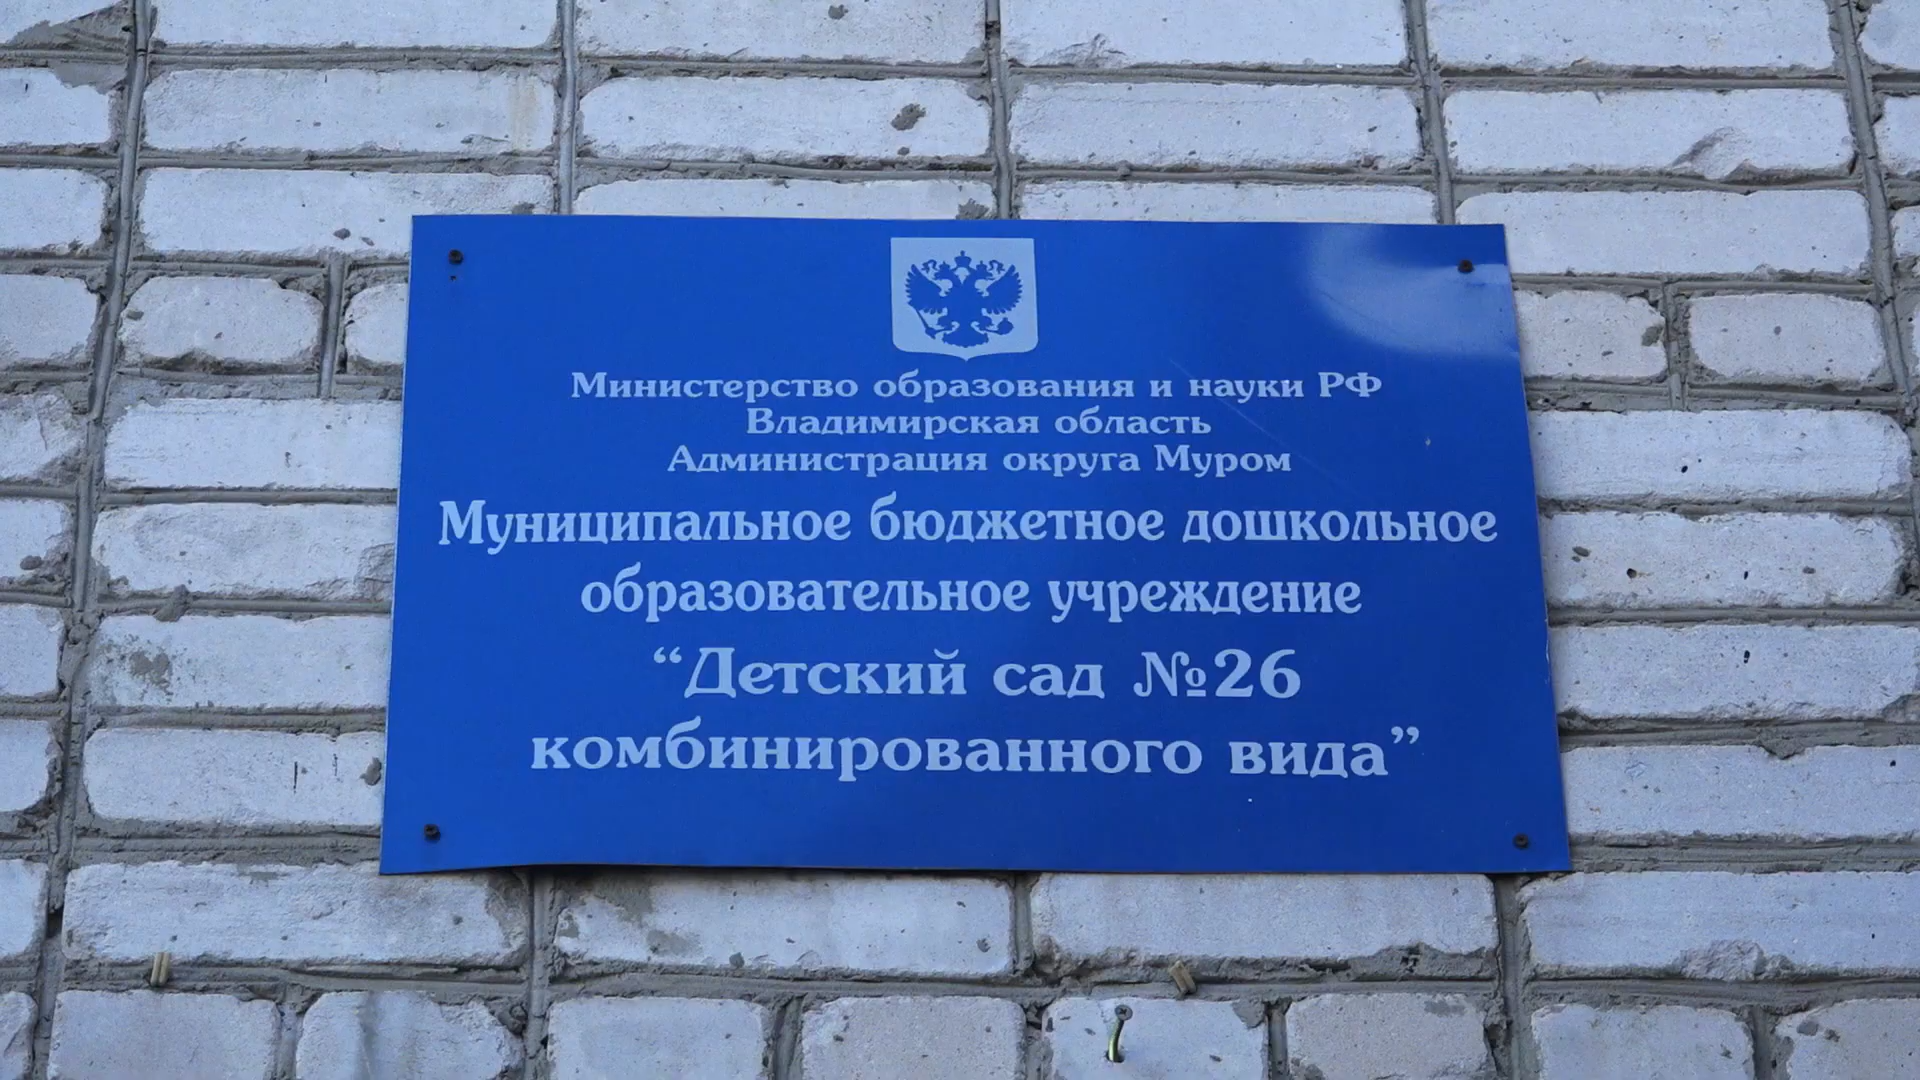 Министерство образования и науки РФ
Владимирская область
Администрация округа Муром
Муниципальное бюджетное дошкольное
образовательное учреждение
“Детский сад №26
комбинированного вида”